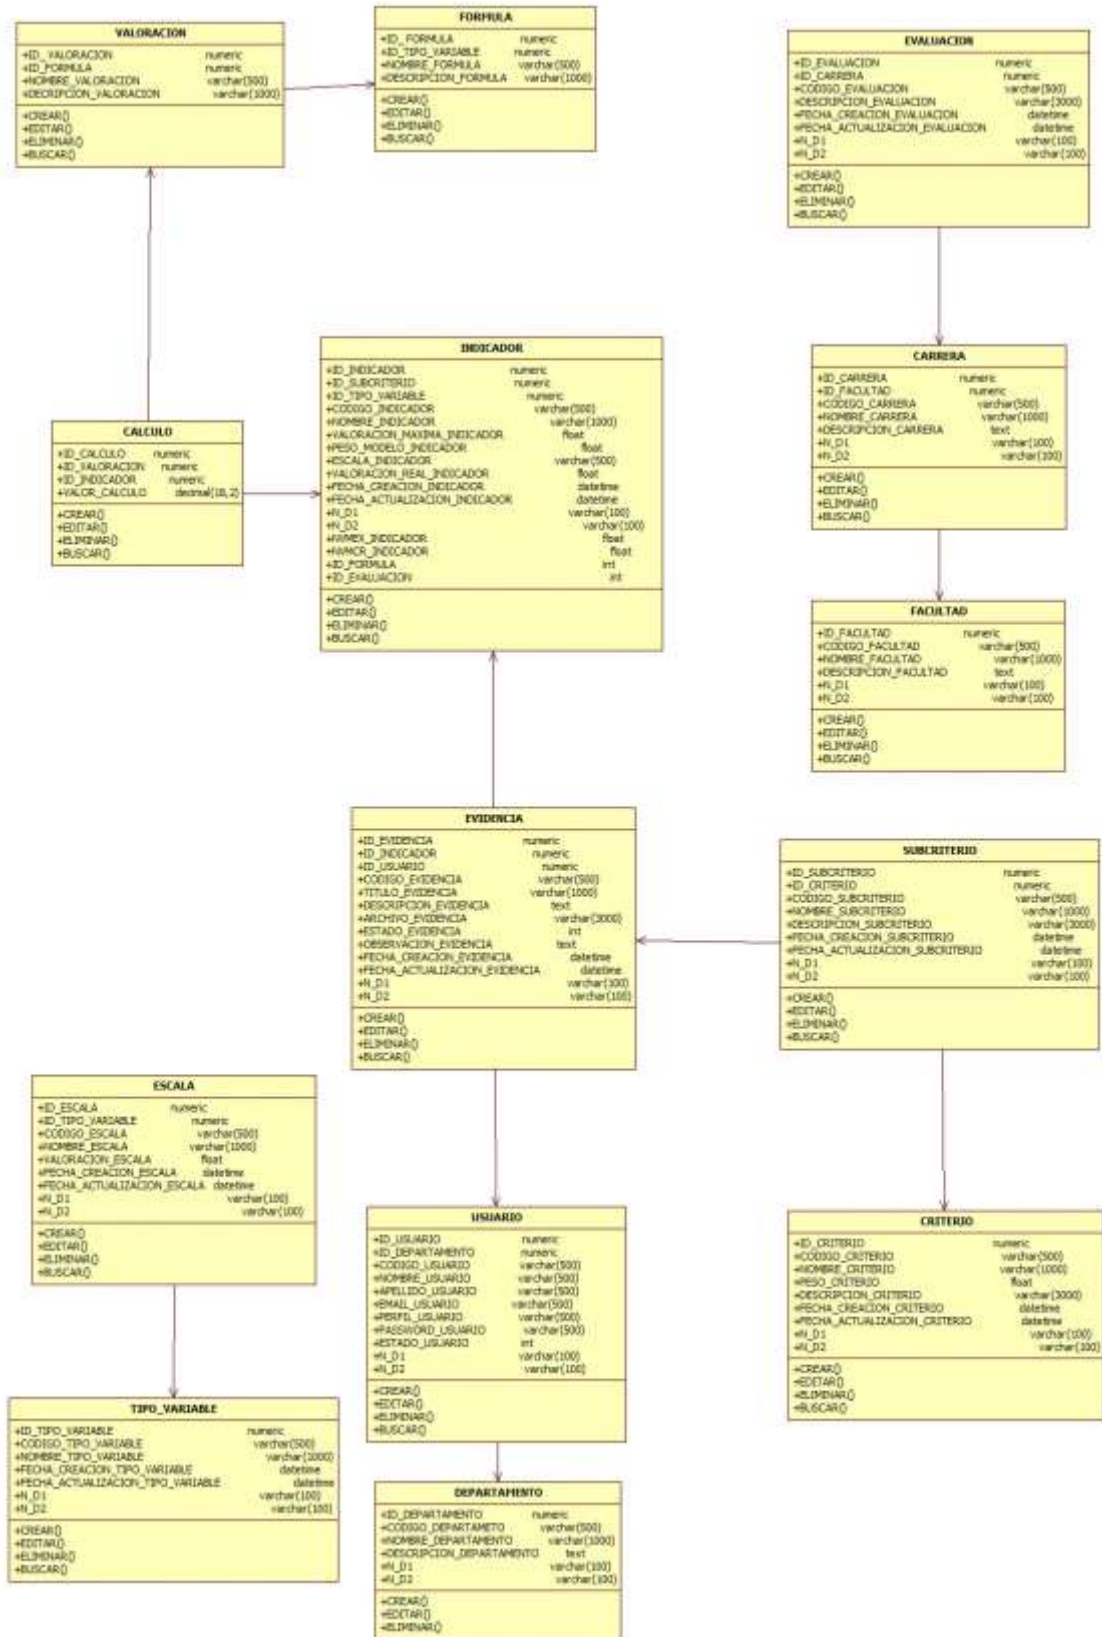 VALORACION
+ID_VALORACION numeric
+ID_FORMULA numeric
+NOMBRE_VALORACION varchar(500)
+DECRIPCION_VALORACION varchar(1000)
+CREAR()
+EDITAR()
+ELIMINAR()
+BUSCAR()
FORMULA
+ID_FORMULA numeric
+ID_TIPO_VARIABLE numeric
+NOMBRE_FORMULA varchar(500)
+DESCRIPCION_FORMULA varchar(1000)
+CREAR()
+EDITAR()
+ELIMINAR()
+BUSCAR()
EVALUACION
+ID_EVALUACION numeric
+ID_CARRERA numeric
+CODIGO_EVALUACION varchar(500)
+DESCRIPCION_EVALUACION varchar(3000)
+FECHA_CREACION_EVALUACION datetime
+FECHA_ACTUALIZACION_EVALUACION datetime
+N_D1 varchar(100)
+N_D2 varchar(100)
+CREAR()
+EDITAR()
+ELIMINAR()
+BUSCAR()
INDICADOR
+ID_INDICADOR numeric
+ID_SUBCRITERIO numeric
+ID_TIPO_VARIABLE numeric
+CODIGO_INDICADOR varchar(500)
+NOMBRE_INDICADOR varchar(1000)
+VALORACION_MAXIMA_INDICADOR float
+PESO_MODELO_INDICADOR float
+ESCALA_INDICADOR varchar(500)
+VALORACION_REAL_INDICADOR float
+FECHA_CREACION_INDICADOR datetime
+FECHA_ACTUALIZACION_INDICADOR datetime
+N_D1 varchar(100)
+N_D2 varchar(100)
+NVMEX_INDICADOR float
+NVMCR_INDICADOR float
+ID_FORMULA int
+ID_EVALUACION int
+CREAR()
+EDITAR()
+ELIMINAR()
+BUSCAR()
CARRERA
+ID_CARRERA numeric
+ID_FACULTAD numeric
+CODIGO_CARRERA varchar(500)
+NOMBRE_CARRERA varchar(1000)
+DESCRIPCION_CARRERA text
+N_D1 varchar(100)
+N_D2 varchar(100)
+CREAR()
+EDITAR()
+ELIMINAR()
+BUSCAR()
CALCULO
+ID_CALCULO numeric
+ID_VALORACION numeric
+ID_INDICADOR numeric
+VALOR_CALCULO decimal(18,2)
+CREAR()
+EDITAR()
+ELIMINAR()
+BUSCAR()
FACULTAD
+ID_FACULTAD numeric
+CODIGO_FACULTAD varchar(500)
+NOMBRE_FACULTAD varchar(1000)
+DESCRIPCION_FACULTAD text
+N_D1 varchar(100)
+N_D2 varchar(100)
+CREAR()
+EDITAR()
+ELIMINAR()
+BUSCAR()
EVIDENCIA
+ID_EVIDENCIA numeric
+ID_INDICADOR numeric
+ID_USUARIO numeric
+CODIGO_EVIDENCIA varchar(500)
+TITULO_EVIDENCIA varchar(1000)
+DESCRIPCION_EVIDENCIA text
+ARCHIVO_EVIDENCIA varchar(3000)
+ESTADO_EVIDENCIA int
+OBSERVACION_EVIDENCIA text
+FECHA_CREACION_EVIDENCIA datetime
+FECHA_ACTUALIZACION_EVIDENCIA datetime
+N_D1 varchar(100)
+N_D2 varchar(100)
+CREAR()
+EDITAR()
+ELIMINAR()
+BUSCAR()
SUBCRITERIO
+ID_SUBCRITERIO numeric
+ID_CRITERIO numeric
+CODIGO_SUBCRITERIO varchar(500)
+NOMBRE_SUBCRITERIO varchar(1000)
+DESCRIPCION_SUBCRITERIO varchar(3000)
+FECHA_CREACION_SUBCRITERIO datetime
+FECHA_ACTUALIZACION_SUBCRITERIO datetime
+N_D1 varchar(100)
+N_D2 varchar(100)
+CREAR()
+EDITAR()
+ELIMINAR()
+BUSCAR()
ESCALA
+ID_ESCALA numeric
+ID_TIPO_VARIABLE numeric
+CODIGO_ESCALA varchar(500)
+NOMBRE_ESCALA varchar(1000)
+VALORACION_ESCALA float
+FECHA_CREACION_ESCALA datetime
+FECHA_ACTUALIZACION_ESCALA datetime
+N_D1 varchar(100)
+N_D2 varchar(100)
+CREAR()
+EDITAR()
+ELIMINAR()
+BUSCAR()
USUARIO
+ID_USUARIO numeric
+ID_DEPARTAMENTO numeric
+CODIGO_USUARIO varchar(500)
+NOMBRE_USUARIO varchar(500)
+APELLIDO_USUARIO varchar(500)
+EMAIL_USUARIO varchar(500)
+PERFIL_USUARIO varchar(500)
+PASSWORD_USUARIO varchar(500)
+ESTADO_USUARIO int
+N_D1 varchar(100)
+N_D2 varchar(100)
+CREAR()
+EDITAR()
+ELIMINAR()
+BUSCAR()
CRITERIO
+ID_CRITERIO numeric
+CODIGO_CRITERIO varchar(500)
+NOMBRE_CRITERIO varchar(1000)
+PESO_CRITERIO float
+DESCRIPCION_CRITERIO varchar(3000)
+FECHA_CREACION_CRITERIO datetime
+FECHA_ACTUALIZACION_CRITERIO datetime
+N_D1 varchar(100)
+N_D2 varchar(100)
+CREAR()
+EDITAR()
+ELIMINAR()
+BUSCAR()
TIPO_VARIABLE
+ID_TIPO_VARIABLE numeric
+CODIGO_TIPO_VARIABLE varchar(500)
+NOMBRE_TIPO_VARIABLE varchar(1000)
+FECHA_CREACION_TIPO_VARIABLE datetime
+FECHA_ACTUALIZACION_TIPO_VARIABLE datetime
+N_D1 varchar(100)
+N_D2 varchar(100)
+CREAR()
+EDITAR()
+ELIMINAR()
+BUSCAR()
DEPARTAMENTO
+ID_DEPARTAMENTO numeric
+CODIGO_DEPARTAMETO varchar(500)
+NOMBRE_DEPARTAMENTO varchar(1000)
+DESCRIPCION_DEPARTAMENTO text
+N_D1 varchar(100)
+N_D2 varchar(100)
+CREAR()
+EDITAR()
+ELIMINAR()